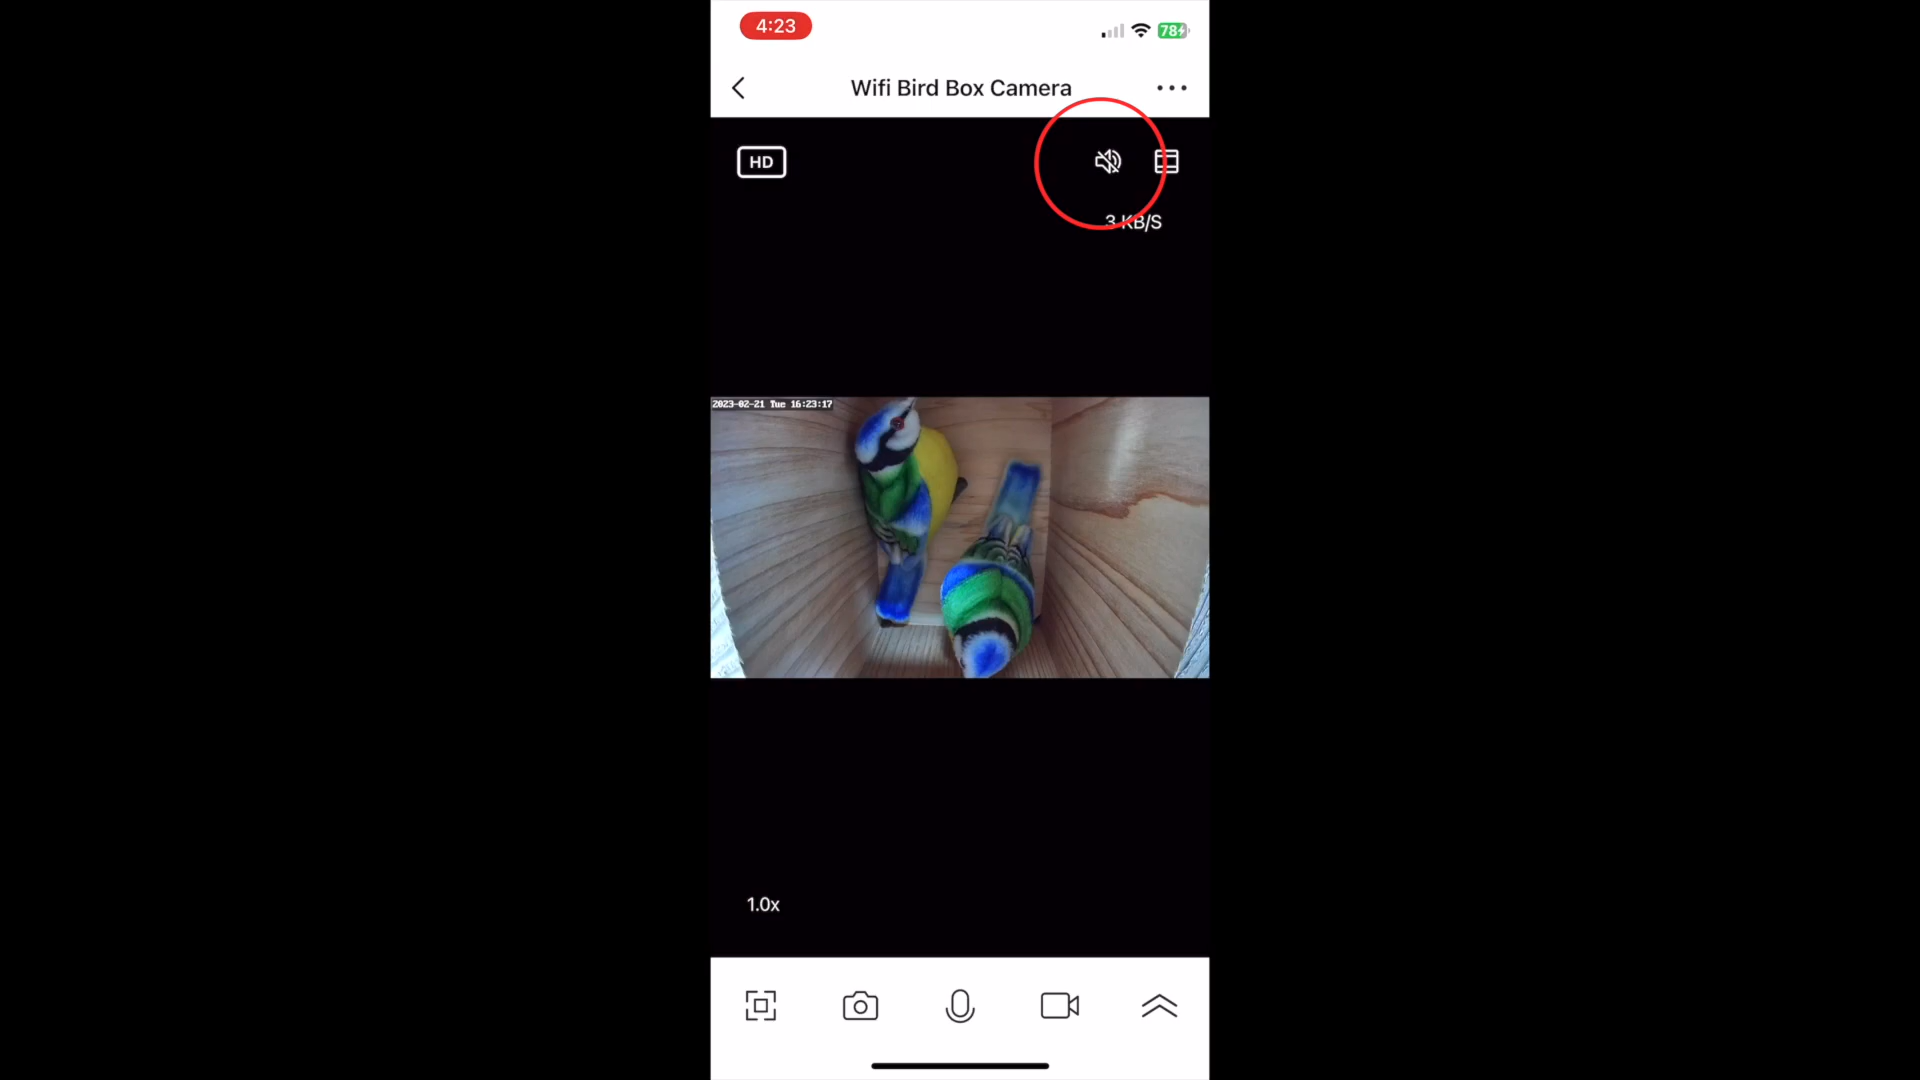 4:23
78
Wifi Bird Box Camera
HD
3 KB/S
2023-02-21 Tue 16:23:17
1.0x